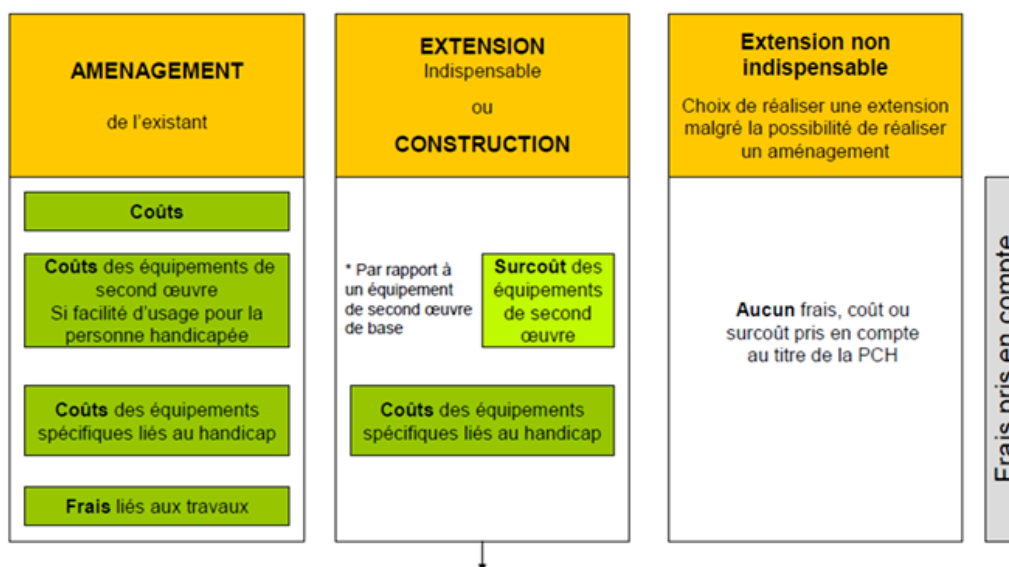 AMENAGEMENT
de l'existant
Coûts
Coûts des équipements de
second œuvre
Si facilité d'usage pour la
personne handicapée
Coûts des équipements
spécifiques liés au handicap
Frais liés aux travaux
EXTENSION
Indispensable
ou
CONSTRUCTION
* Par rapport à
un équipement
de second œuvre
de base
Surcoût des
équipements
de second
œuvre
Coûts des équipements
spécifiques liés au handicap
Extension non
indispensable
Choix de réaliser une extension
malgré la possibilité de réaliser
un aménagement
Aucun frais, coût ou
surcoût pris en compte
au titre de la PCH
Frais pris en compte